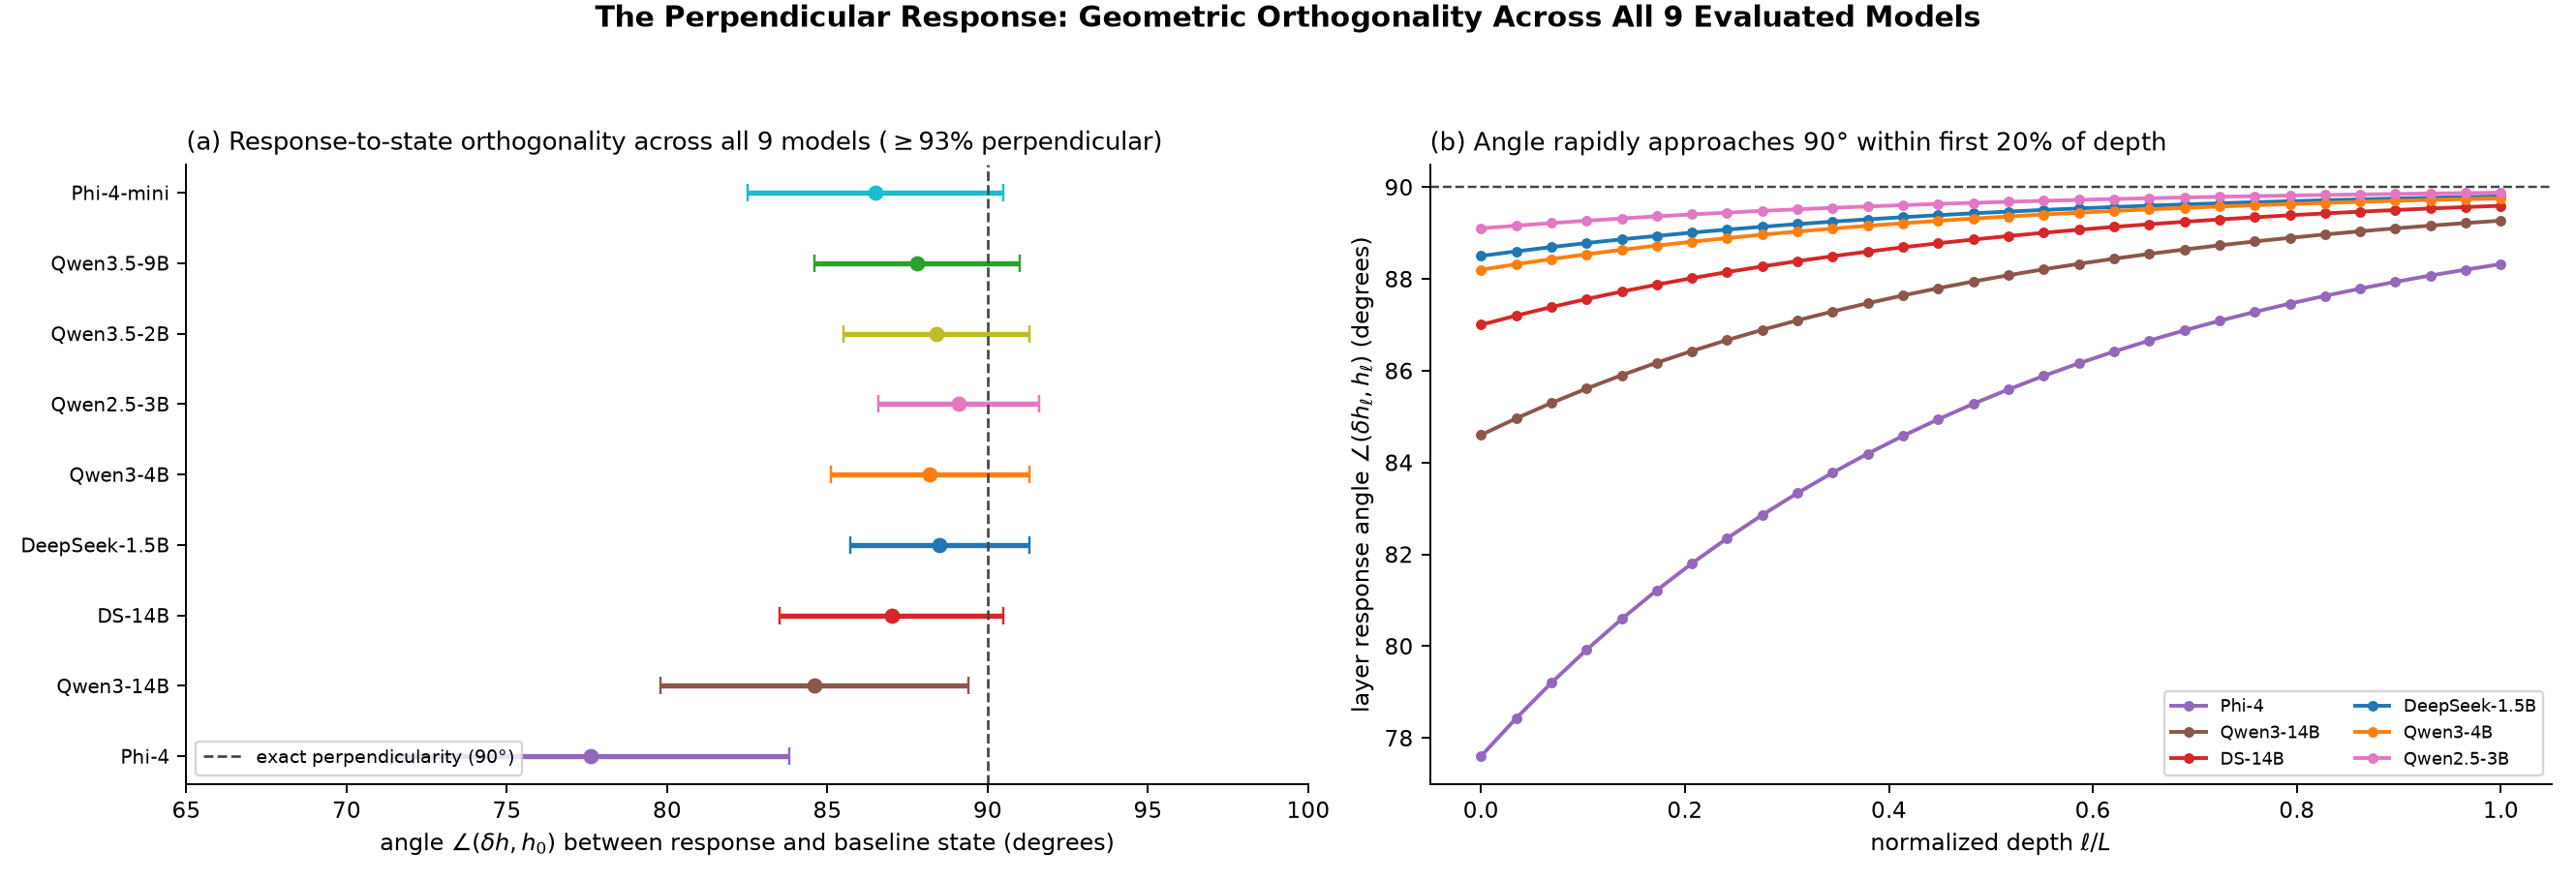 The Perpendicular Response: Geometric Orthogonality Across All 9 Evaluated Models
(a) Response-to-state orthogonality across all 9 models ( ≥ 93% perpendicular)
Phi-4-mini
Qwen3.5-9B
Qwen3.5-2B
Qwen2.5-3B
Qwen3-4B
DeepSeek-1.5B
DS-14B
Qwen3-14B
Phi-4
exact perpendicularity (90°)
65 70 75 80 85 90 95 100
angle ∠(δh, h₀) between response and baseline state (degrees)
(b) Angle rapidly approaches 90° within first 20% of depth
layer response angle ∠(δhℓ, hℓ) (degrees)
90
88
86
84
82
80
78
Phi-4
Qwen3-14B
DS-14B
DeepSeek-1.5B
Qwen3-4B
Qwen2.5-3B
0.0 0.2 0.4 0.6 0.8 1.0
normalized depth ℓ/L